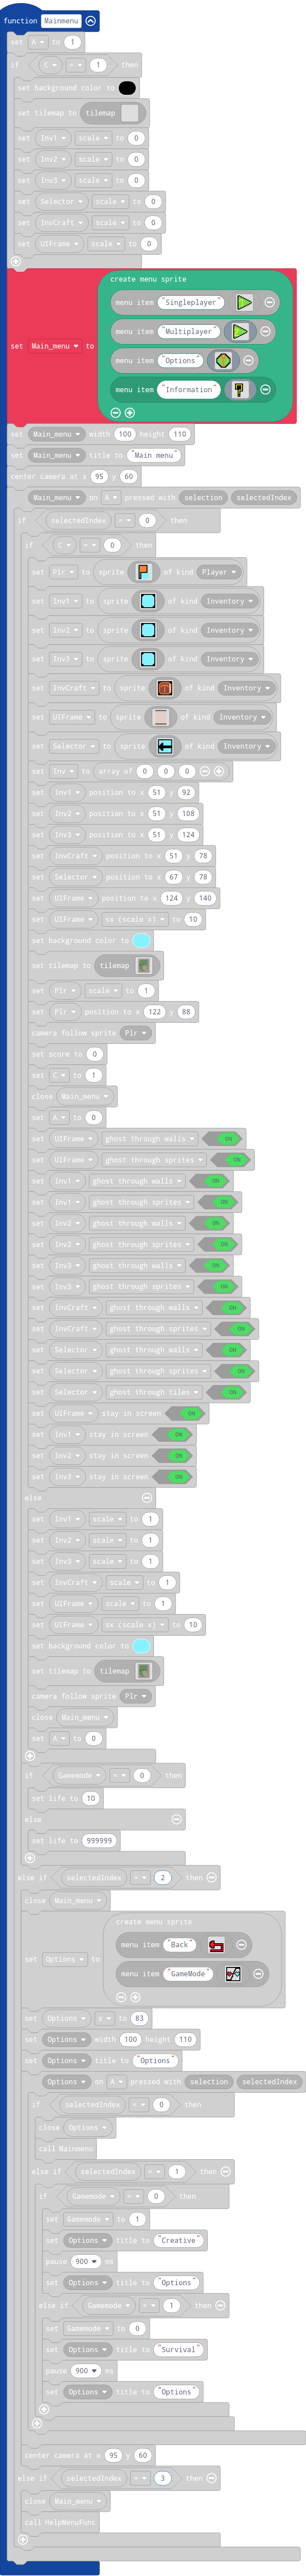 function Mainmenu
set A to 1
if C = 1 then
set background color to
set tilemap to tilemap
set Inv1 scale to 0
set Inv2 scale to 0
set Inv3 scale to 0
set Selector scale to 0
set InvCraft scale to 0
set UIFrame scale to 0
create menu sprite
menu item "Singleplayer"
menu item "Multiplayer"
menu item "Options"
set Main_menu to
menu item "Information"
set Main_menu width 100 height 110
set Main_menu title to "Main menu"
center camera at x 95 y 60
Main_menu on A pressed with selection selectedIndex
if selectedIndex = 0 then
if C = 0 then
set Plr to sprite of kind Player
set Inv1 to sprite of kind Inventory
set Inv2 to sprite of kind Inventory
set Inv3 to sprite of kind Inventory
set InvCraft to sprite of kind Inventory
set UIFrame to sprite of kind Inventory
set Selector to sprite of kind Inventory
set Inv to array of 0 0 0
set Inv1 position to x 51 y 92
set Inv2 position to x 51 y 108
set Inv3 position to x 51 y 124
set InvCraft position to x 51 y 78
set Selector position to x 67 y 78
set UIFrame position to x 124 y 140
set UIFrame sx (scale x) to 10
set background color to
set tilemap to tilemap
set Plr scale to 1
set Plr position to x 122 y 88
camera follow sprite Plr
set score to 0
set C to 1
close Main_menu
set A to 0
set UIFrame ghost through walls ON
set UIFrame ghost through sprites ON
set Inv1 ghost through walls ON
set Inv1 ghost through sprites ON
set Inv2 ghost through walls ON
set Inv2 ghost through sprites ON
set Inv3 ghost through walls ON
set Inv3 ghost through sprites ON
set InvCraft ghost through walls ON
set InvCraft ghost through sprites ON
set Selector ghost through walls ON
set Selector ghost through sprites ON
set Selector ghost through tiles ON
set UIFrame stay in screen ON
set Inv1 stay in screen ON
set Inv2 stay in screen ON
set Inv3 stay in screen ON
else
set Inv1 scale to 1
set Inv2 scale to 1
set Inv3 scale to 1
set InvCraft scale to 1
set UIFrame scale to 1
set UIFrame sx (scale x) to 10
set background color to
set tilemap to tilemap
camera follow sprite Plr
close Main_menu
set A to 0
if Gamemode = 0 then
set life to 10
else
set life to 999999
else if selectedIndex = 2 then
close Main_menu
create menu sprite
menu item "Back"
set Options to
menu item "GameMode"
set Options x to 83
set Options width 100 height 110
set Options title to "Options"
Options on A pressed with selection selectedIndex
if selectedIndex = 0 then
close Options
call Mainmenu
else if selectedIndex = 1 then
if Gamemode = 0 then
set Gamemode to 1
set Options title to "Creative"
pause 900 ms
set Options title to "Options"
else if Gamemode = 1 then
set Gamemode to 0
set Options title to "Survival"
pause 900 ms
set Options title to "Options"
center camera at x 95 y 60
else if selectedIndex = 3 then
close Main_menu
call HelpMenuFunc